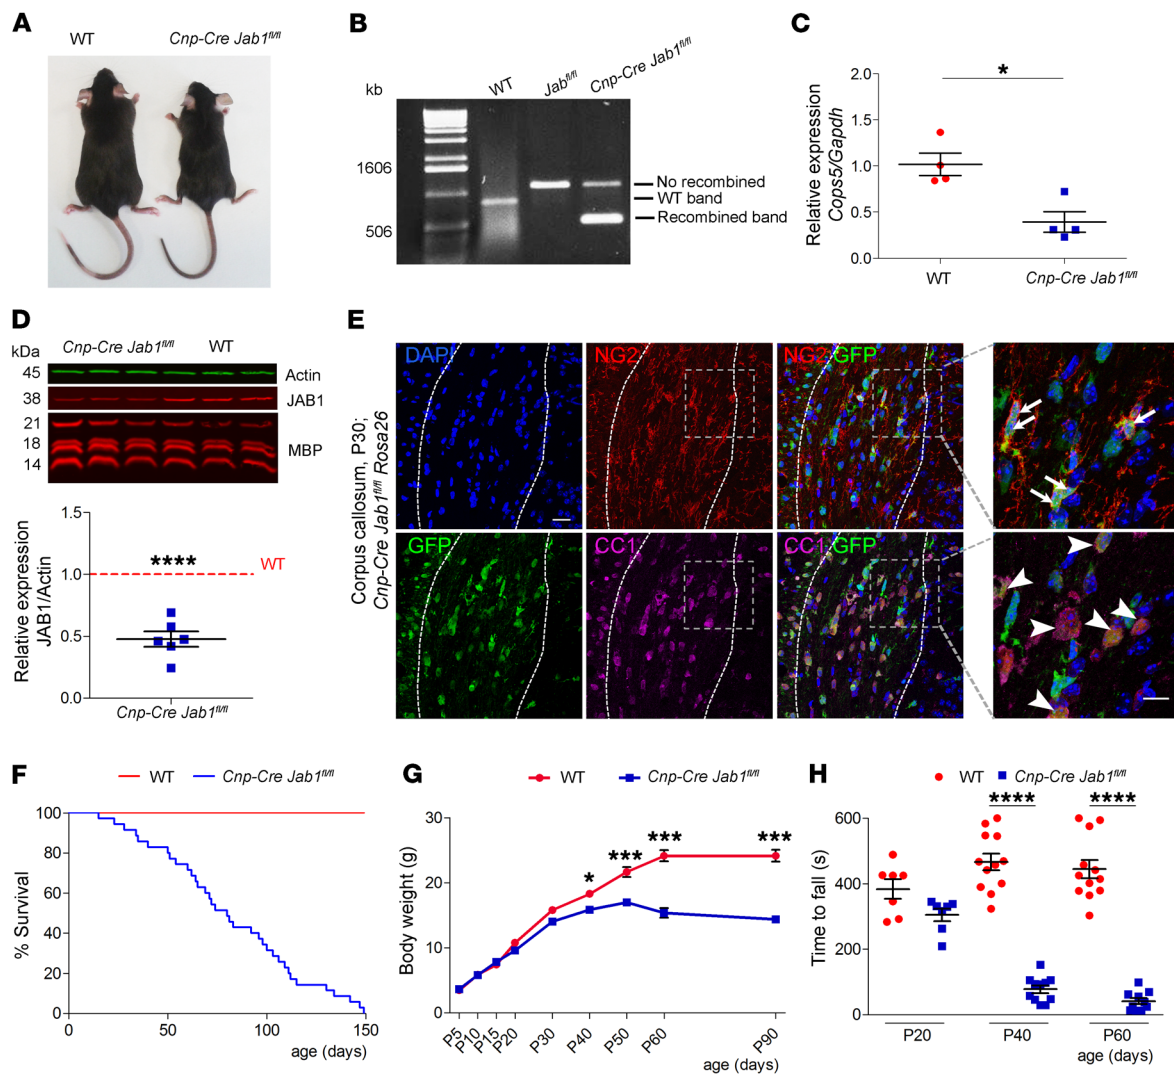 A
WT
Cnp-Cre Jab1fl/fl
B
kb
WT
Jabfl/fl
Cnp-Cre Jab1fl/fl
1606
506
No recombined
WT band
Recombined band
C
Relative expression
Cops5/Gapdh
2.0
1.5
1.0
0.5
0.0
*
WT
Cnp-Cre Jab1fl/fl
D
kDa
Cnp-Cre Jab1fl/fl
WT
45
Actin
38
JAB1
21
18
14
MBP
Relative expression
JAB1/Actin
1.5
1.0
0.5
0.0
****
WT
Cnp-Cre Jab1fl/fl
E
Corpus callosum, P30;
Cnp-Cre Jab1fl/fl Rosa26
DAPI
NG2
NG2 GFP
GFP
CC1
CC1 GFP
F
WT
Cnp-Cre Jab1fl/fl
% Survival
100
80
60
40
20
0
0
50
100
150
age (days)
G
WT
Cnp-Cre Jab1fl/fl
Body weight (g)
30
20
10
0
*
***
***
***
P5
P10
P15
P20
P30
P40
P50
P60
P90
age (days)
H
WT
Cnp-Cre Jab1fl/fl
Time to fall (s)
600
400
200
0
****
****
P20
P40
P60
age (days)